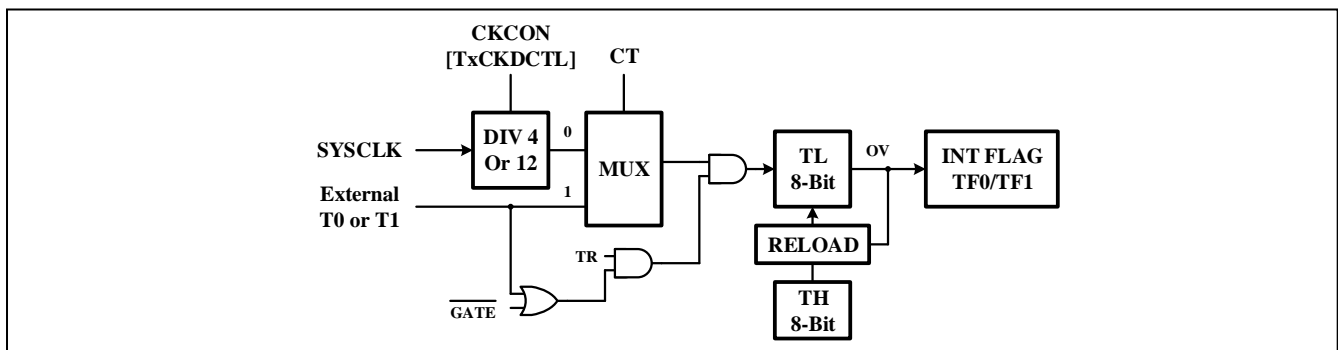 CKCON
[TxCKDCTL]
CT
SYSCLK
DIV 4
Or 12
0
MUX
External
T0 or T1
1
TL
8-Bit
OV
INT FLAG
TF0/TF1
RELOAD
TR
GATE
TH
8-Bit